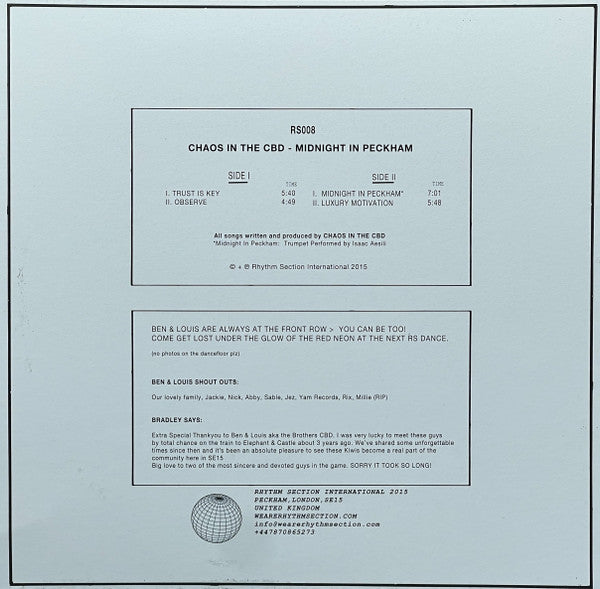 RS008
CHAOS IN THE CBD - MIDNIGHT IN PECKHAM
SIDE I SIDE II
TIME TIME
I. TRUST IS KEY 5:40 I. MIDNIGHT IN PECKHAM* 7:01
II. OBSERVE 4:49 II. LUXURY MOTIVATION 5:48
All songs written and produced by CHAOS IN THE CBD
*Midnight In Peckham: Trumpet Performed by Isaac Aesili
© + ℗ Rhythm Section International 2015
BEN & LOUIS ARE ALWAYS AT THE FRONT ROW > YOU CAN BE TOO!
COME GET LOST UNDER THE GLOW OF THE RED NEON AT THE NEXT RS DANCE.
(no photos on the dancefloor plz)
BEN & LOUIS SHOUT OUTS:
Our lovely family, Jackie, Nick, Abby, Sable, Jez, Yam Records, Rix, Millie (RIP)
BRADLEY SAYS:
Extra Special Thankyou to Ben & Louis aka the Brothers CBD. I was very lucky to meet these guys
by total chance on the train to Elephant & Castle about 3 years ago. We've shared some unforgettable
times since then and it's been an absolute pleasure to see these Kiwis become a real part of the
community here in SE15
Big love to two of the most sincere and devoted guys in the game. SORRY IT TOOK SO LONG!
RHYTHM SECTION INTERNATIONAL 2015
PECKHAM,LONDON,SE15
UNITED KINGDOM
WEARERHYTHMSECTION.COM
info@wearerhythmsection.com
+447870865273